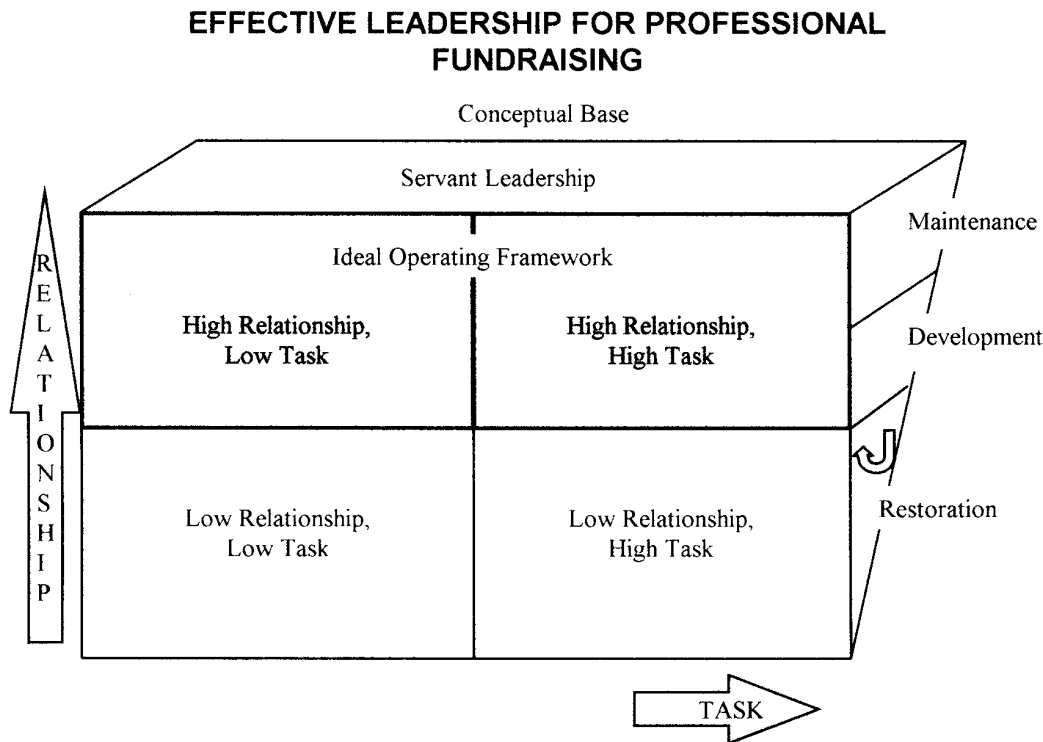 EFFECTIVE LEADERSHIP FOR PROFESSIONAL
FUNDRAISING
Conceptual Base
Servant Leadership
Maintenance
Ideal Operating Framework
High Relationship,
Low Task
High Relationship,
High Task
Development
RELATIONSHIP
Low Relationship,
Low Task
Low Relationship,
High Task
Restoration
TASK